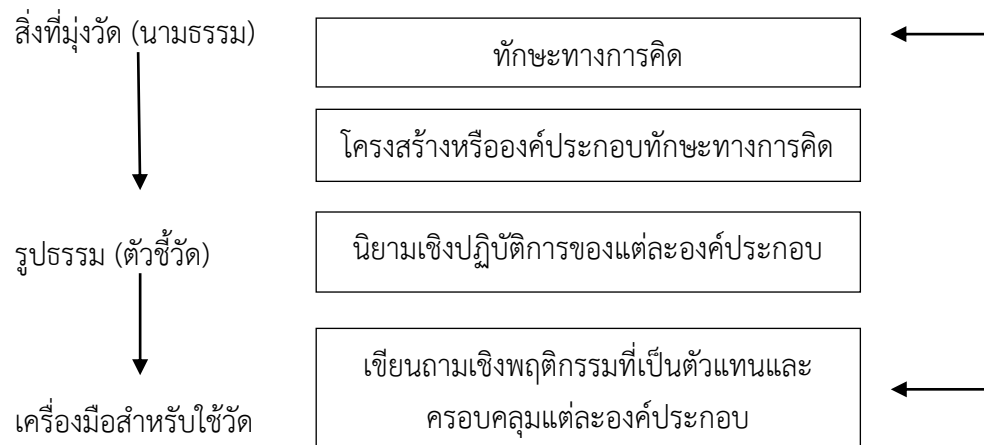 สิ่งที่มุ่งวัด (นามธรรม)
ทักษะทางการคิด
โครงสร้างหรือองค์ประกอบทักษะทางการคิด
รูปธรรม (ตัวชี้วัด)
นิยามเชิงปฏิบัติการของแต่ละองค์ประกอบ
เขียนถามเชิงพฤติกรรมที่เป็นตัวแทนและ
ครอบคลุมแต่ละองค์ประกอบ
เครื่องมือสำหรับใช้วัด